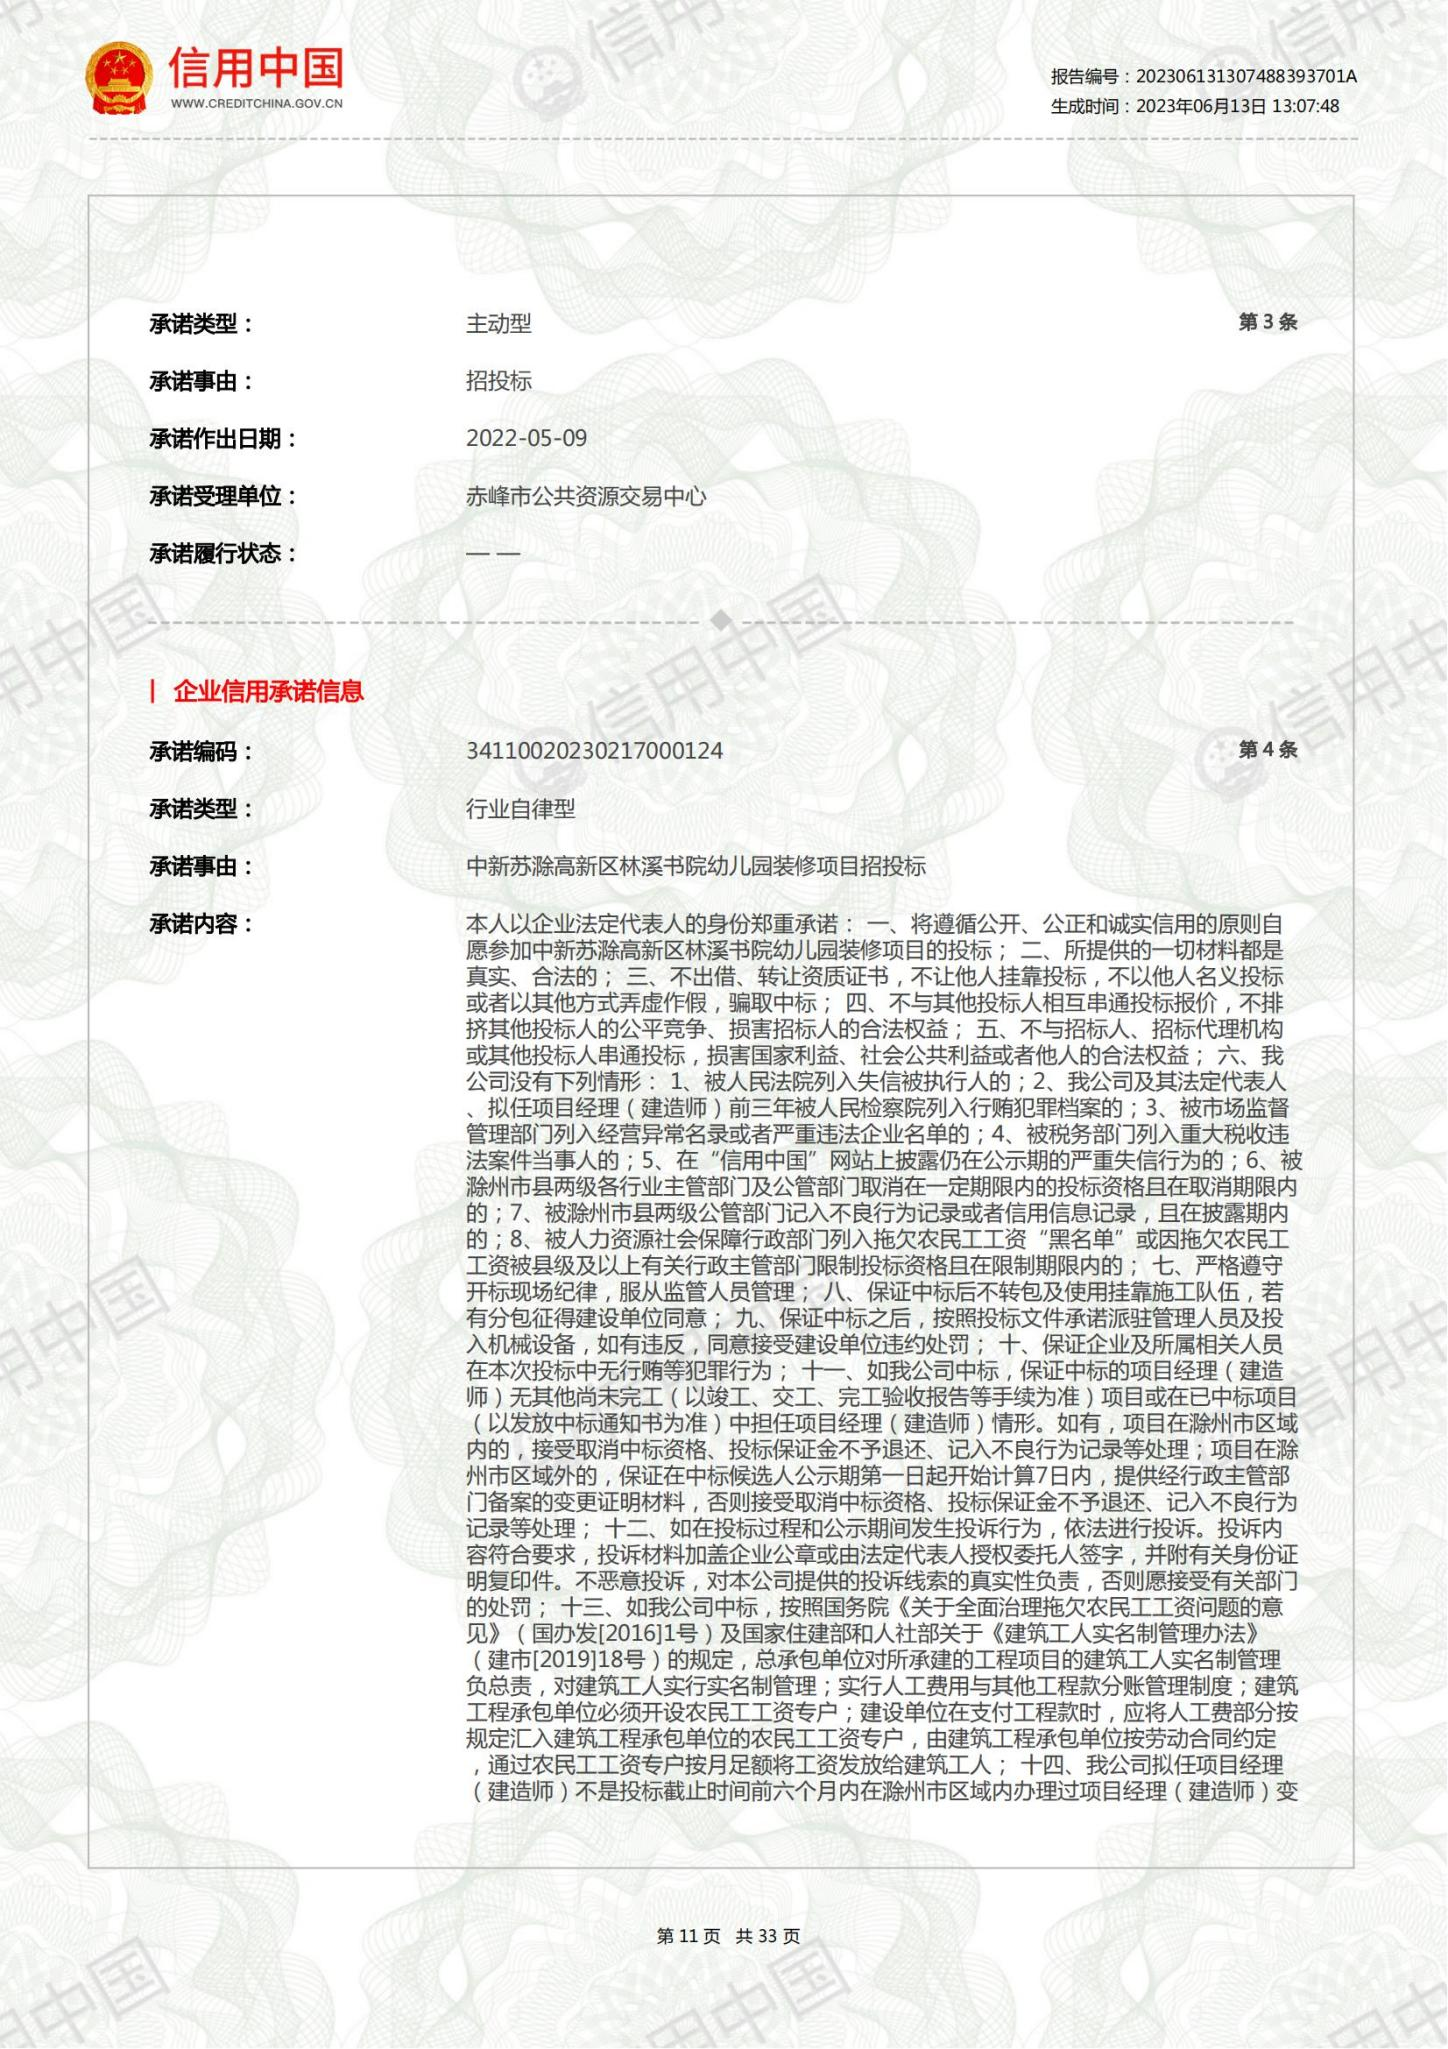 信用中国
WWW.CREDITCHINA.GOV.CN
报告编号：202306131307488393701A
生成时间：2023年06月13日 13:07:48
承诺类型： 主动型 第 3 条
承诺事由： 招投标
承诺作出日期： 2022-05-09
承诺受理单位： 赤峰市公共资源交易中心
承诺履行状态： — —
企业信用承诺信息
承诺编码： 34110020230217000124 第 4 条
承诺类型： 行业自律型
承诺事由： 中新苏滁高新区林溪书院幼儿园装修项目招投标
承诺内容： 本人以企业法定代表人的身份郑重承诺： 一、将遵循公开、公正和诚实信用的原则自
愿参加中新苏滁高新区林溪书院幼儿园装修项目的投标； 二、所提供的一切材料都是
真实、合法的； 三、不出借、转让资质证书，不让他人挂靠投标，不以他人名义投标
或者以其他方式弄虚作假，骗取中标； 四、不与其他投标人相互串通投标报价，不排
挤其他投标人的公平竞争、损害招标人的合法权益； 五、不与招标人、招标代理机构
或其他投标人串通投标，损害国家利益、社会公共利益或者他人的合法权益； 六、我
公司没有下列情形： 1、被人民法院列入失信被执行人的；2、我公司及其法定代表人
、拟任项目经理（建造师）前三年被人民检察院列入行贿犯罪档案的；3、被市场监督
管理部门列入经营异常名录或者严重违法企业名单的；4、被税务部门列入重大税收违
法案件当事人的；5、在“信用中国”网站上披露仍在公示期的严重失信行为的；6、被
滁州市县两级各行业主管部门及公管部门取消在一定期限内的投标资格且在取消期限内
的；7、被滁州市县两级公管部门记入不良行为记录或者信用信息记录，且在披露期内
的；8、被人力资源社会保障行政部门列入拖欠农民工工资“黑名单”或因拖欠农民工
工资被县级及以上有关行政主管部门限制投标资格且在限制期限内的； 七、严格遵守
开标现场纪律，服从监管人员管理； 八、保证中标后不转包及使用挂靠施工队伍，若
有分包征得建设单位同意； 九、保证中标之后，按照投标文件承诺派驻管理人员及投
入机械设备，如有违反，同意接受建设单位违约处罚； 十、保证企业及所属相关人员
在本次投标中无行贿等犯罪行为； 十一、如我公司中标，保证中标的项目经理（建造
师）无其他尚未完工（以竣工、交工、完工验收报告等手续为准）项目或在已中标项目
（以发放中标通知书为准）中担任项目经理（建造师）情形。如有，项目在滁州市区域
内的，接受取消中标资格、投标保证金不予退还、记入不良行为记录等处理；项目在滁
州市区域外的，保证在中标候选人公示期第一日起开始计算7日内，提供经行政主管部
门备案的变更证明材料，否则接受取消中标资格、投标保证金不予退还、记入不良行为
记录等处理； 十二、如在投标过程和公示期间发生投诉行为，依法进行投诉。投诉内
容符合要求，投诉材料加盖企业公章或由法定代表人授权委托人签字，并附有关身份证
明复印件。不恶意投诉，对本公司提供的投诉线索的真实性负责，否则愿接受有关部门
的处罚； 十三、如我公司中标，按照国务院《关于全面治理拖欠农民工工资问题的意
见》（国办发[2016]1号）及国家住建部和人社部关于《建筑工人实名制管理办法》
（建市[2019]18号）的规定，总承包单位对所承建的工程项目的建筑工人实名制管理
负总责，对建筑工人实行实名制管理；实行人工费用与其他工程款分账管理制度；建筑
工程承包单位必须开设农民工工资专户；建设单位在支付工程款时，应将人工费部分按
规定汇入建筑工程承包单位的农民工工资专户，由建筑工程承包单位按劳动合同约定
，通过农民工工资专户按月足额将工资发放给建筑工人； 十四、我公司拟任项目经理
（建造师）不是投标截止时间前六个月内在滁州市区域内办理过项目经理（建造师）变
第 11 页 共 33 页